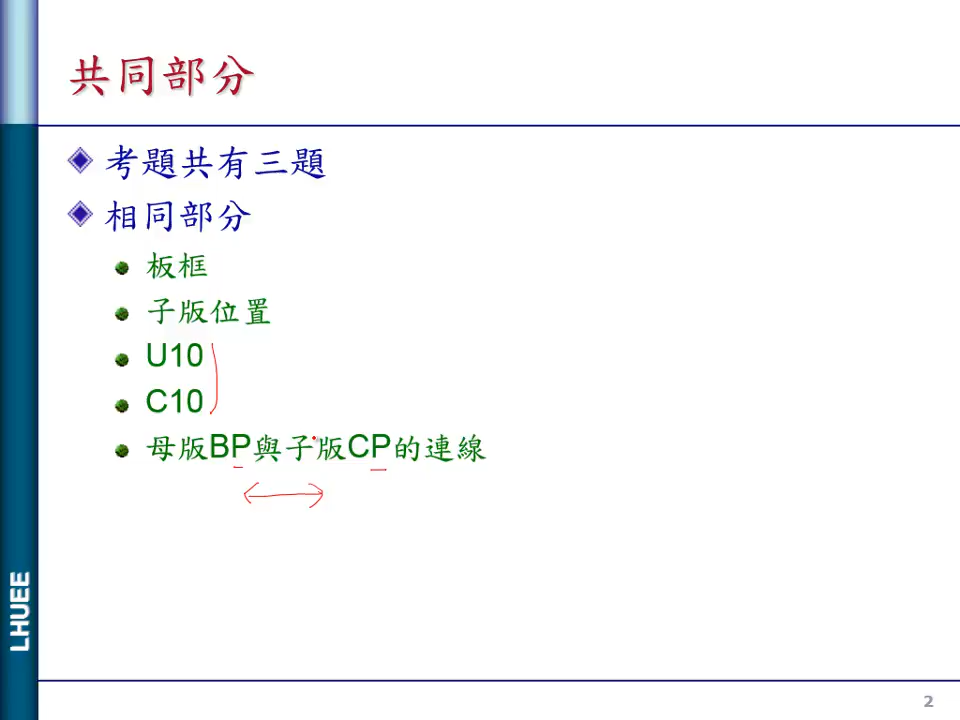 共同部分
考題共有三題
相同部分
板框
子版位置
U10
C10
母版BP與子版CP的連線
LHUEE
2